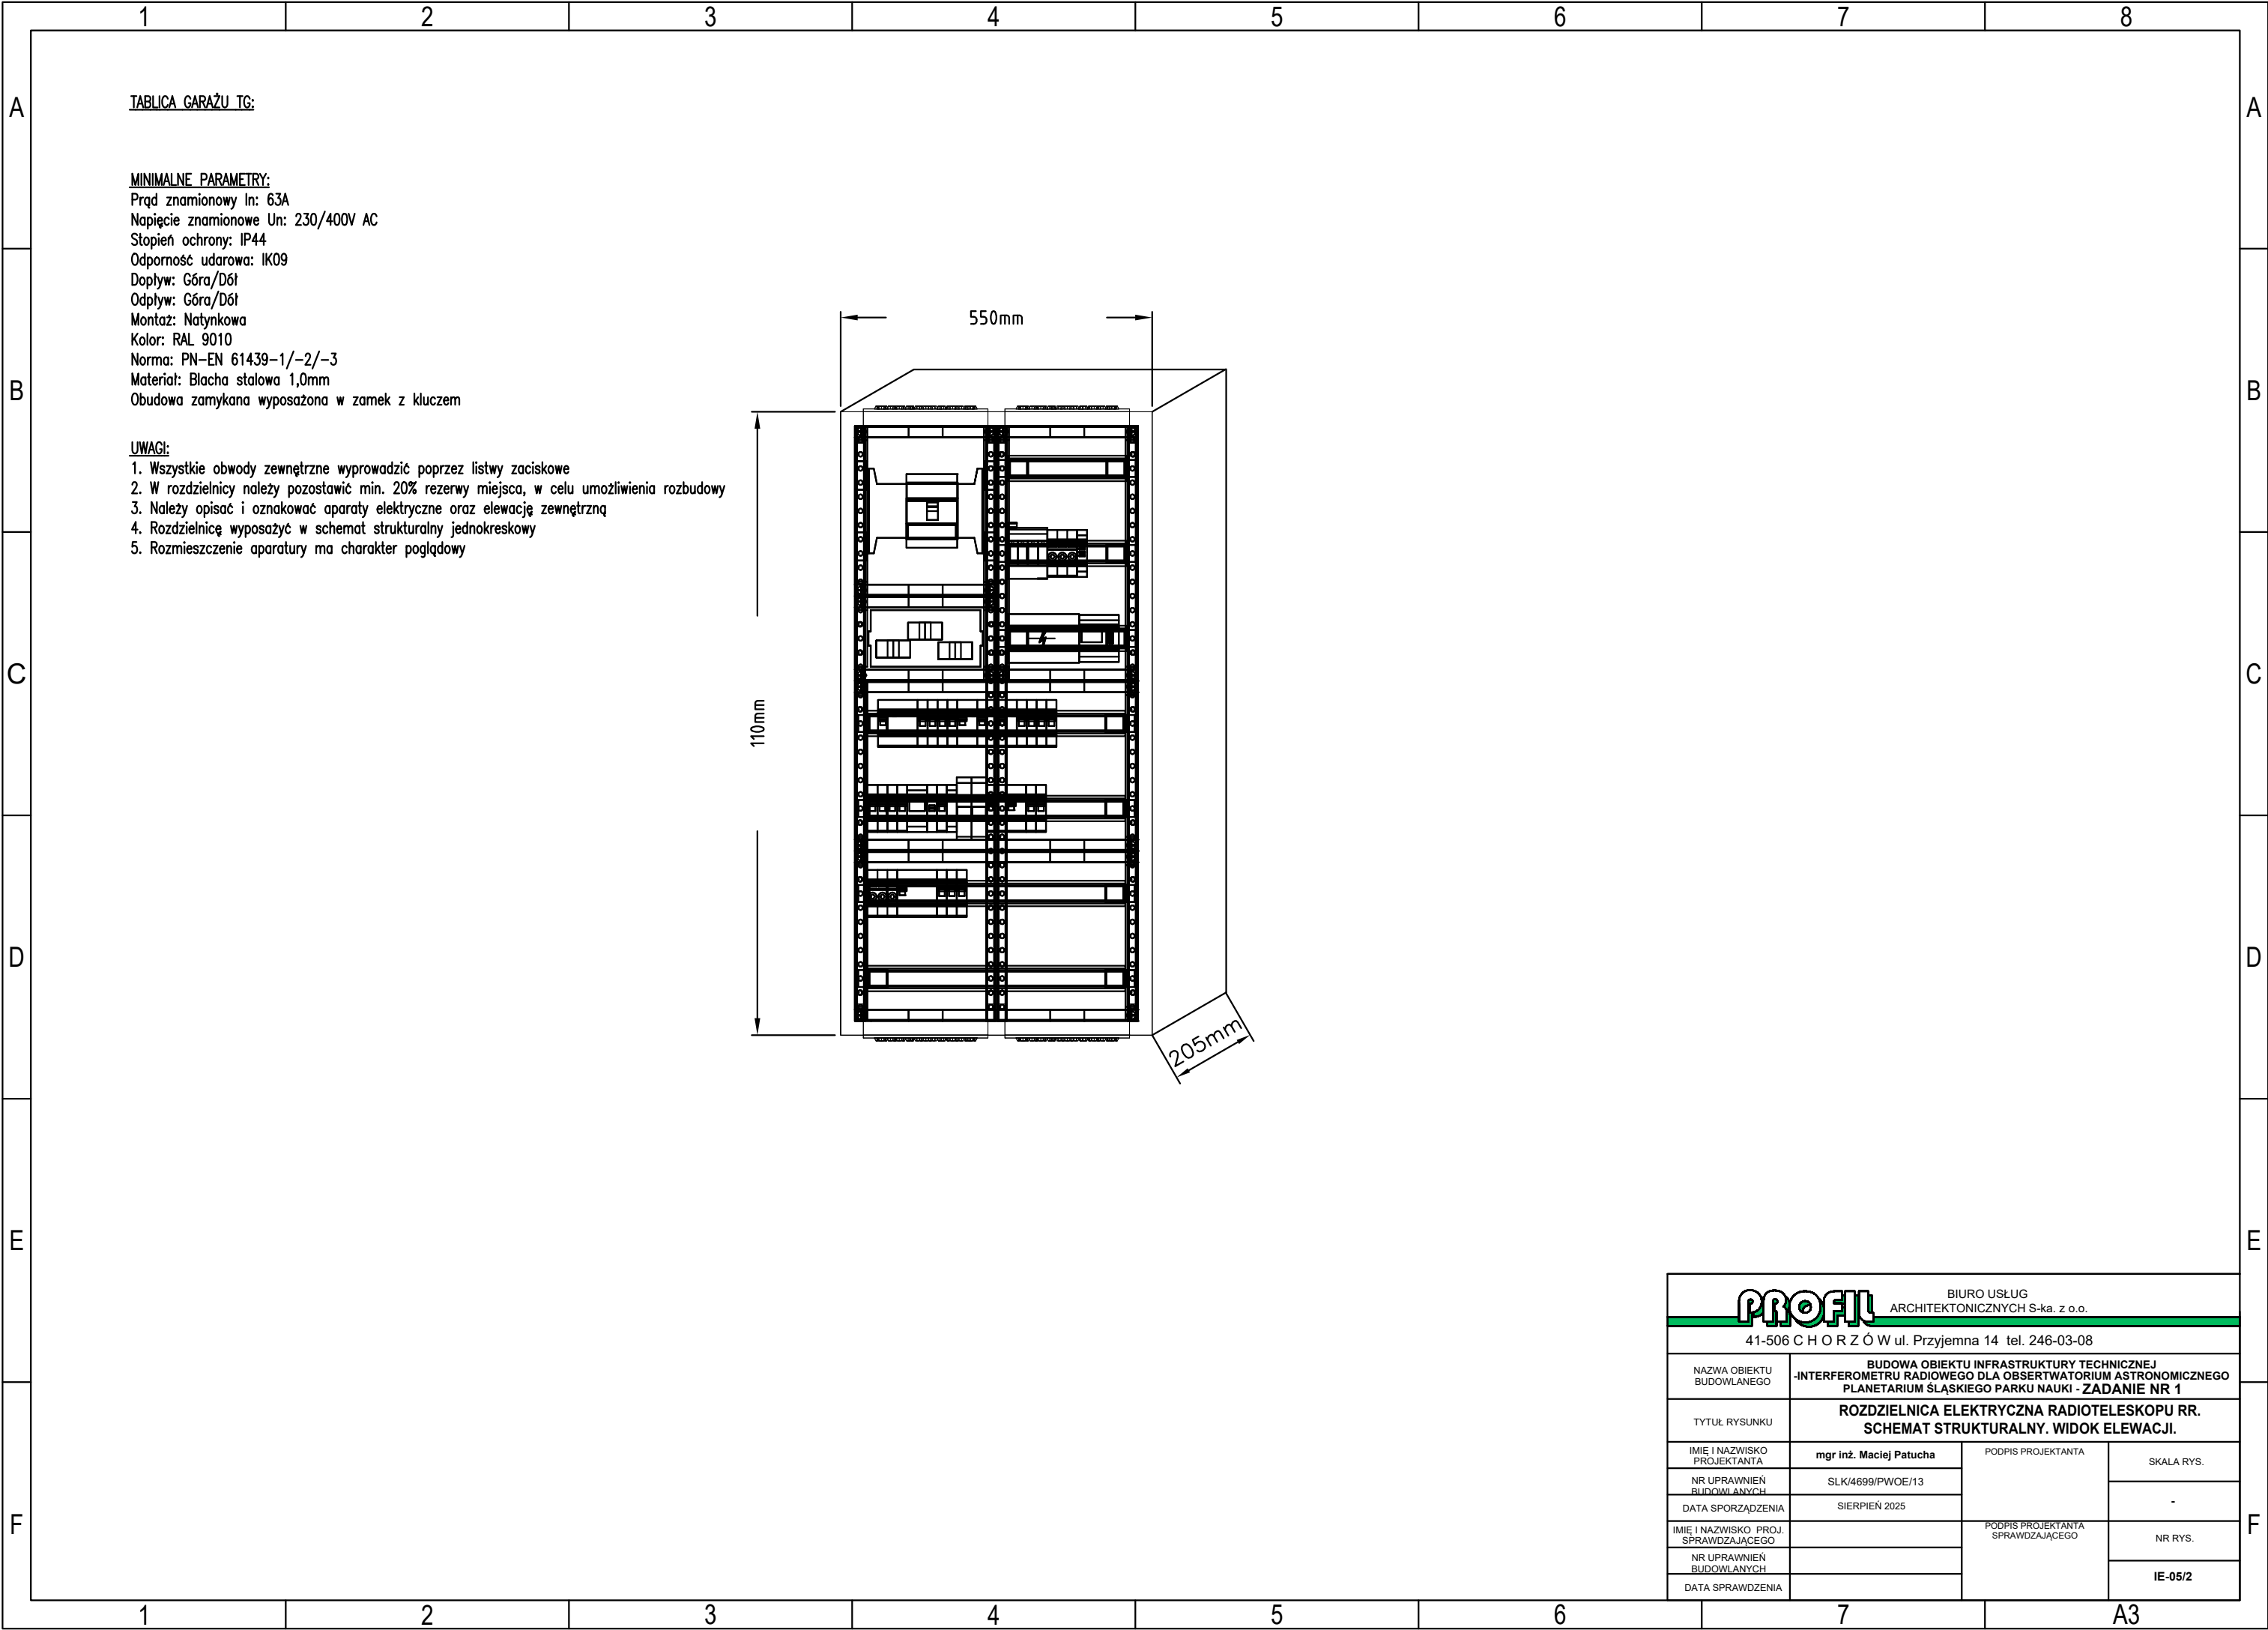 1 2 3 4 5 6 7 8
A A
TABLICA GARAŻU TG:
MINIMALNE PARAMETRY:
Prąd znamionowy In: 63A
Napięcie znamionowe Un: 230/400V AC
Stopień ochrony: IP44
Odporność udarowa: IK09
Dopływ: Góra/Dół
Odpływ: Góra/Dół
Montaż: Natynkowa
Kolor: RAL 9010
Norma: PN-EN 61439-1/-2/-3
Materiał: Blacha stalowa 1,0mm
Obudowa zamykana wyposażona w zamek z kluczem
B B
UWAGI:
1. Wszystkie obwody zewnętrzne wyprowadzić poprzez listwy zaciskowe
2. W rozdzielnicy należy pozostawić min. 20% rezerwy miejsca, w celu umożliwienia rozbudowy
3. Należy opisać i oznakować aparaty elektryczne oraz elewację zewnętrzną
4. Rozdzielnicę wyposażyć w schemat strukturalny jednokreskowy
5. Rozmieszczenie aparatury ma charakter poglądowy
550mm
110mm
205mm
C C
D D
E E
F F
PROFIL
BIURO USŁUG
ARCHITEKTONICZNYCH S-ka. z o.o.
41-506 C H O R Z Ó W ul. Przyjemna 14 tel. 246-03-08
NAZWA OBIEKTU
BUDOWLANEGO
BUDOWA OBIEKTU INFRASTRUKTURY TECHNICZNEJ
-INTERFEROMETRU RADIOWEGO DLA OBSERTWATORIUM ASTRONOMICZNEGO
PLANETARIUM ŚLĄSKIEGO PARKU NAUKI - ZADANIE NR 1
TYTUŁ RYSUNKU
ROZDZIELNICA ELEKTRYCZNA RADIOTELESKOPU RR.
SCHEMAT STRUKTURALNY. WIDOK ELEWACJI.
IMIĘ I NAZWISKO
PROJEKTANTA
mgr inż. Maciej Patucha
PODPIS PROJEKTANTA
SKALA RYS.
NR UPRAWNIEŃ
BUDOWLANYCH
SLK/4699/PWOE/13
-
DATA SPORZĄDZENIA
SIERPIEŃ 2025
IMIĘ I NAZWISKO PROJ.
SPRAWDZAJĄCEGO
PODPIS PROJEKTANTA
SPRAWDZAJĄCEGO
NR RYS.
NR UPRAWNIEŃ
BUDOWLANYCH
IE-05/2
DATA SPRAWDZENIA
1 2 3 4 5 6 7 A3